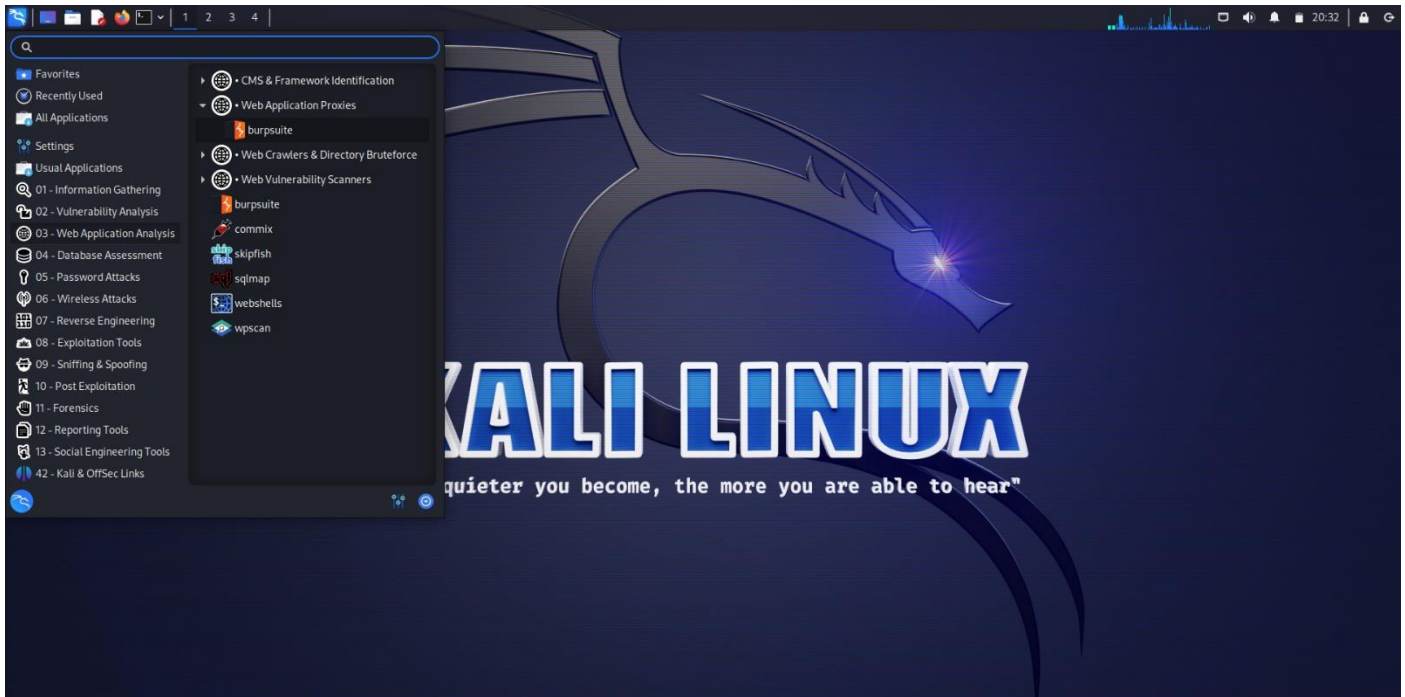 1 2 3 4
20:32
Favorites
Recently Used
All Applications
Settings
Usual Applications
01 - Information Gathering
02 - Vulnerability Analysis
03 - Web Application Analysis
04 - Database Assessment
05 - Password Attacks
06 - Wireless Attacks
07 - Reverse Engineering
08 - Exploitation Tools
09 - Sniffing & Spoofing
10 - Post Exploitation
11 - Forensics
12 - Reporting Tools
13 - Social Engineering Tools
42 - Kali & OffSec Links
• CMS & Framework Identification
• Web Application Proxies
burpsuite
• Web Crawlers & Directory Bruteforce
• Web Vulnerability Scanners
burpsuite
commix
skipfish
sqlmap
webshells
wpscan
KALI LINUX
quieter you become, the more you are able to hear"